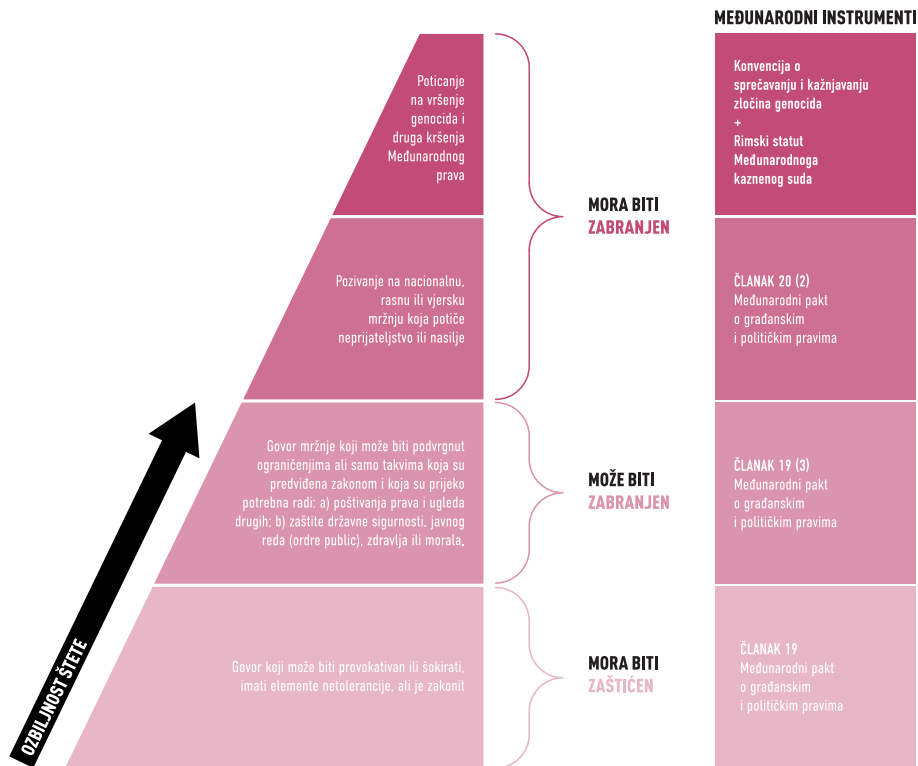 MEĐUNARODNI INSTRUMENTI
Poticanje
na vršenje
genocida i
druga kršenja
Međunarodnog
prava
MORA BITI
ZABRANJEN
Konvencija o
sprečavanju i kažnjavanju
zločina genocida
+
Rimski statut
Međunarodnoga
kaznenog suda
Pozivanje na nacionalnu,
rasnu ili vjersku
mržnju koja potiče
neprijateljstvo ili nasilje
ČLANAK 20 (2)
Međunarodni pakt
o građanskim
i političkim pravima
Govor mržnje koji može biti podvrgnut
ograničenjima ali samo takvima koja su
predviđena zakonom i koja su prijeko
potrebna radi: a) poštivanja prava i ugleda
drugih; b) zaštite državne sigurnosti, javnog
reda (ordre public), zdravlja ili morala.
MOŽE BITI
ZABRANJEN
ČLANAK 19 (3)
Međunarodni pakt
o građanskim
i političkim pravima
Govor koji može biti provokativan ili šokirati,
imati elemente netolerancije, ali je zakonit
MORA BITI
ZAŠTIĆEN
ČLANAK 19
Međunarodni pakt
o građanskim
i političkim pravima
OZBILJNOST ŠTETE